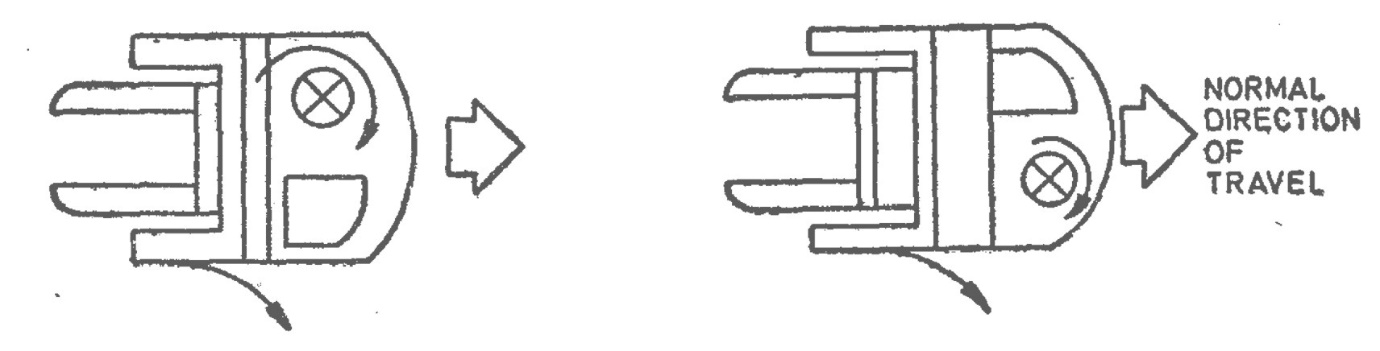 NORMAL
DIRECTION
OF
TRAVEL